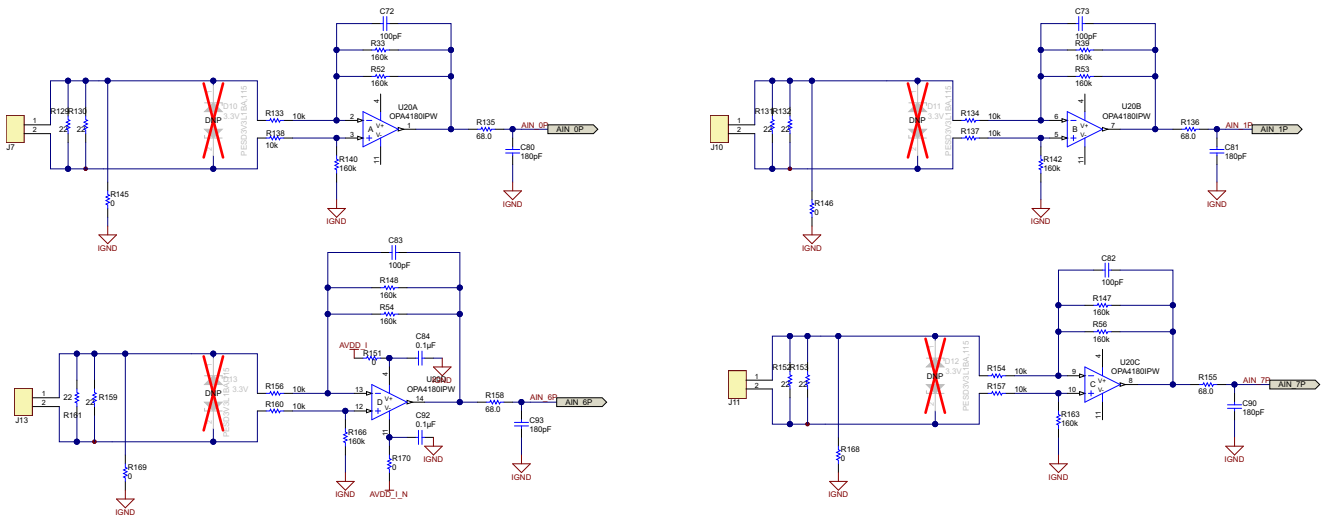 C72
100pF
R33
160k
R52
160k
R129
R130
22
22
D10
3.3V
DNP
PESD3V3L1BA,115
R133
10k
R138
10k
U20A
OPA4180IPW
4
2
3
A
V+
V-
1
11
R135
68.0
AIN_0P
AIN_0P
C80
180pF
IGND
R140
160k
IGND
1
2
J7
R145
0
IGND
C73
100pF
R39
160k
R53
160k
R131
R132
22
22
D11
3.3V
DNP
PESD3V3L1BA,115
R134
10k
R137
10k
U20B
OPA4180IPW
4
6
5
B
V+
V-
7
11
R136
68.0
AIN_1P
AIN_1P
C81
180pF
IGND
R142
160k
IGND
1
2
J10
R146
0
IGND
C83
100pF
R148
160k
R54
160k
AVDD_I
R151
0
C84
0.1µF
IGND
4
U20D
OPA4180IPW
R161
22
22
R159
D13
3.3V
DNP
PESD3V3L1BA,115
R156
10k
R160
10k
13
12
D
V+
V-
14
11
R158
68.0
AIN_6P
AIN_6P
C93
180pF
IGND
C92
0.1µF
IGND
R166
160k
IGND
R170
0
AVDD_I_N
1
2
J13
R169
0
IGND
C82
100pF
R147
160k
R56
160k
R152
R153
22
22
D12
3.3V
DNP
PESD3V3L1BA,115
R154
10k
R157
10k
U20C
OPA4180IPW
4
9
10
C
V+
V-
8
11
R155
68.0
AIN_7P
AIN_7P
C90
180pF
IGND
R163
160k
IGND
1
2
J11
R168
0
IGND